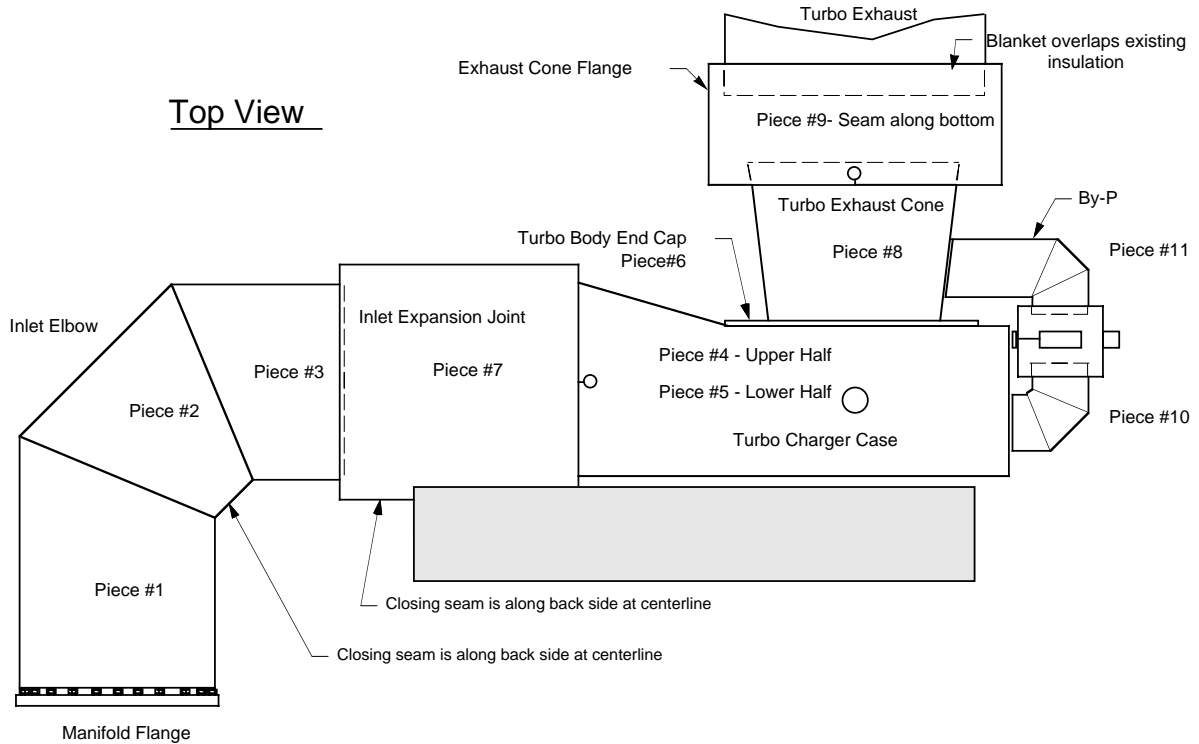 Turbo Exhaust
Blanket overlaps existing
insulation
Exhaust Cone Flange
Top View
Piece #9- Seam along bottom
Turbo Exhaust Cone
By-P
Turbo Body End Cap
Piece#6
Piece #8
Piece #11
Inlet Elbow
Inlet Expansion Joint
Piece #4 - Upper Half
Piece #3
Piece #7
Piece #5 - Lower Half
Piece #2
Piece #10
Turbo Charger Case
Piece #1
Closing seam is along back side at centerline
Closing seam is along back side at centerline
Manifold Flange